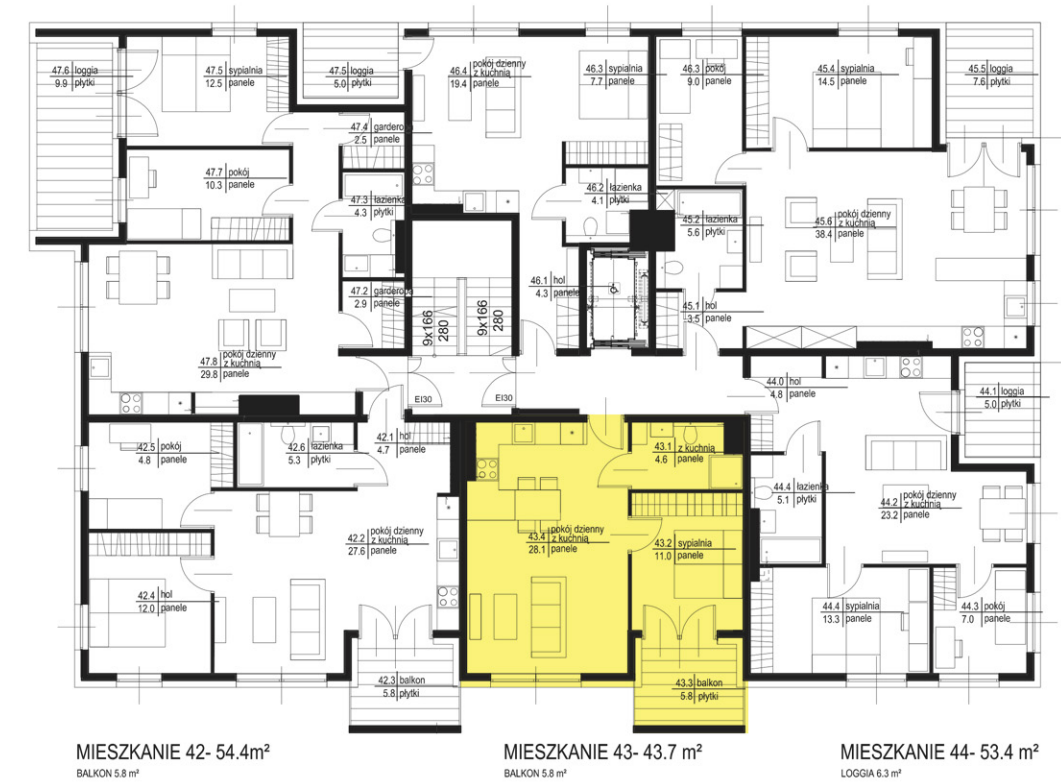 47.6 loggia
9.9 płytki
47.5 sypialnia
12.5 panele
47.5 loggia
5.0 płytki
46.4 pokój dzienny
z kuchnią
19.4 panele
46.3 sypialnia
7.7 panele
46.3 pokój
9.0 panele
45.4 sypialnia
14.5 panele
45.5 loggia
7.6 płytki
47.4 garderoba
2.5 panele
47.7 pokój
10.3 panele
47.3 łazienka
4.3 płytki
46.2 łazienka
4.1 płytki
45.2 łazienka
5.6 płytki
45.6 pokój dzienny
z kuchnią
38.4 panele
47.2 garderoba
2.9 panele
46.1 hol
4.3 panele
45.1 hol
3.5 panele
9x166
280
9x166
280
47.8 pokój dzienny
z kuchnią
29.8 panele
EI30
EI30
44.0 hol
4.8 panele
44.1 loggia
5.0 płytki
42.5 pokój
4.8 panele
42.6 łazienka
5.3 płytki
42.1 hol
4.7 panele
43.1 z kuchnią
4.6 panele
44.4 łazienka
5.1 płytki
44.2 pokój dzienny
z kuchnią
23.2 panele
42.2 pokój dzienny
z kuchnią
27.6 panele
43.4 pokój dzienny
z kuchnią
28.1 panele
43.2 sypialnia
11.0 panele
42.4 hol
12.0 panele
44.4 sypialnia
13.3 panele
44.3 pokój
7.0 panele
42.3 balkon
5.8 płytki
43.3 balkon
5.8 płytki
MIESZKANIE 42- 54.4m²
BALKON 5.8 m²
MIESZKANIE 43- 43.7 m²
BALKON 5.8 m²
MIESZKANIE 44- 53.4 m²
LOGGIA 6.3 m²